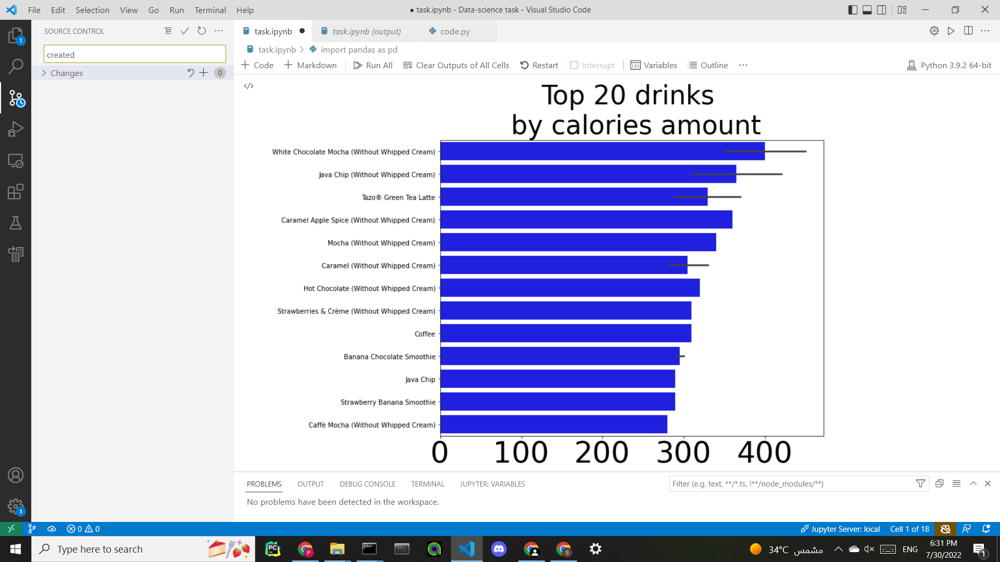 File Edit Selection View Go Run Terminal Help
● task.ipynb - Data-science task - Visual Studio Code
SOURCE CONTROL
created
Changes 0
task.ipynb ●
task.ipynb (output)
code.py
task.ipynb > import pandas as pd
+ Code + Markdown Run All Clear Outputs of All Cells Restart Interrupt Variables Outline ...
Python 3.9.2 64-bit
Top 20 drinks
by calories amount
White Chocolate Mocha (Without Whipped Cream)
Java Chip (Without Whipped Cream)
Tazo® Green Tea Latte
Caramel Apple Spice (Without Whipped Cream)
Mocha (Without Whipped Cream)
Caramel (Without Whipped Cream)
Hot Chocolate (Without Whipped Cream)
Strawberries & Crème (Without Whipped Cream)
Coffee
Banana Chocolate Smoothie
Java Chip
Strawberry Banana Smoothie
Caffè Mocha (Without Whipped Cream)
0 100 200 300 400
PROBLEMS OUTPUT DEBUG CONSOLE TERMINAL JUPYTER: VARIABLES
Filter (e.g. text, **/*.ts, !**/node_modules/**)
No problems have been detected in the workspace.
1
1
0 0
Jupyter Server: local Cell 1 of 18
Type here to search
PC
P
S
34°C مشمس
ENG
6:31 PM
7/30/2022
1